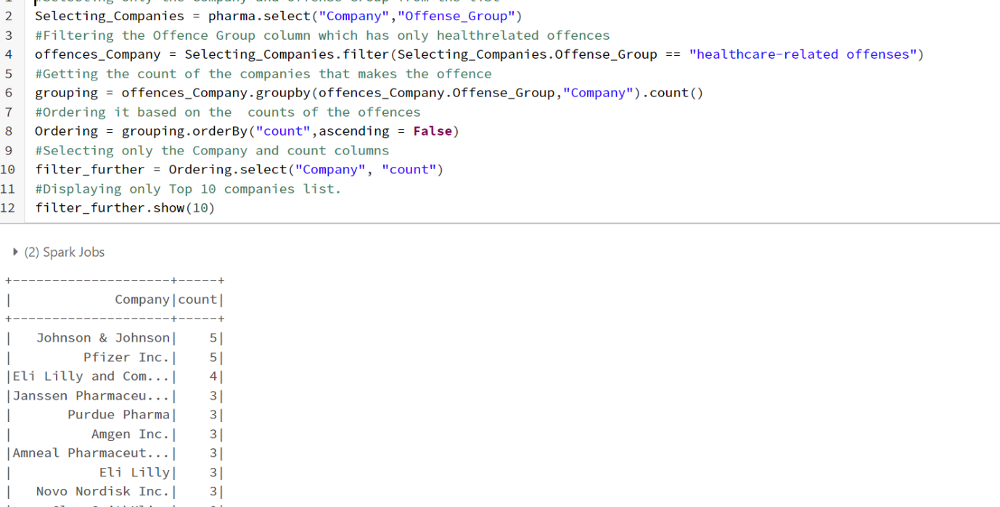 2 Selecting_Companies = pharma.select("Company","Offense_Group")
3 #Filtering the Offence Group column which has only healthrelated offences
4 offences_Company = Selecting_Companies.filter(Selecting_Companies.Offense_Group == "healthcare-related offenses")
5 #Getting the count of the companies that makes the offence
6 grouping = offences_Company.groupby(offences_Company.Offense_Group,"Company").count()
7 #Ordering it based on the  counts of the offences
8 Ordering = grouping.orderBy("count",ascending = False)
9 #Selecting only the Company and count columns
10 filter_further = Ordering.select("Company", "count")
11 #Displaying only Top 10 companies list.
12 filter_further.show(10)
(2) Spark Jobs
+--------------------+-----+
|             Company|count|
+--------------------+-----+
|   Johnson & Johnson|    5|
|         Pfizer Inc.|    5|
|Eli Lilly and Com...|    4|
|Janssen Pharmaceu...|    3|
|       Purdue Pharma|    3|
|          Amgen Inc.|    3|
|Amneal Pharmaceut...|    3|
|           Eli Lilly|    3|
|   Novo Nordisk Inc.|    3|